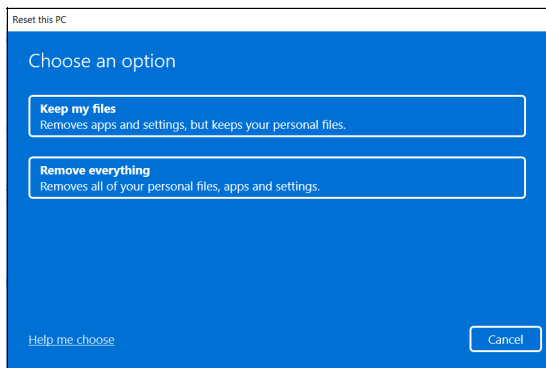 Reset this PC
Choose an option
Keep my files
Removes apps and settings, but keeps your personal files.
Remove everything
Removes all of your personal files, apps and settings.
Help me choose
Cancel